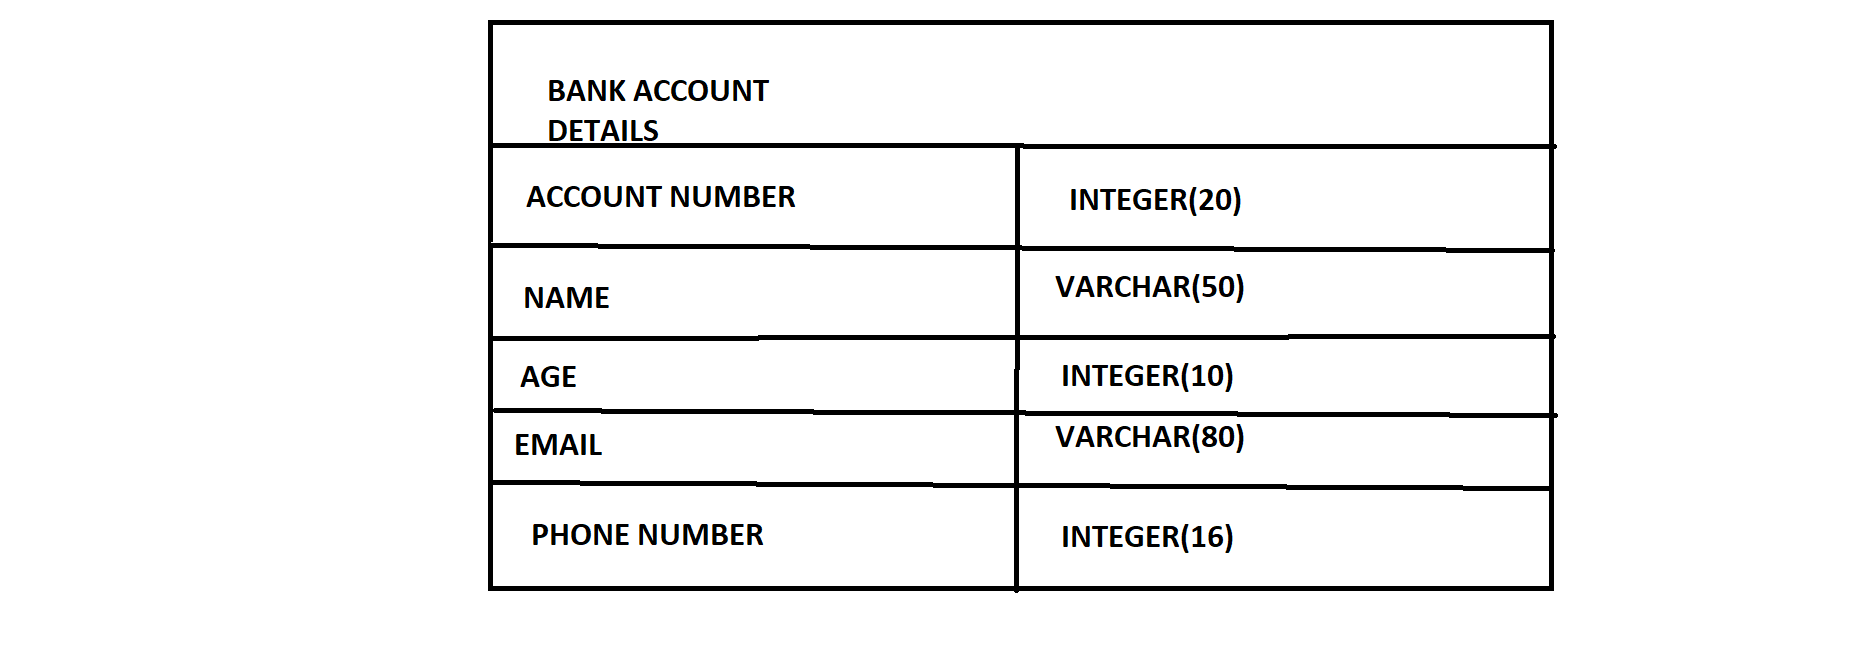 BANK ACCOUNT
DETAILS
ACCOUNT NUMBER
INTEGER(20)
NAME
VARCHAR(50)
AGE
INTEGER(10)
EMAIL
VARCHAR(80)
PHONE NUMBER
INTEGER(16)